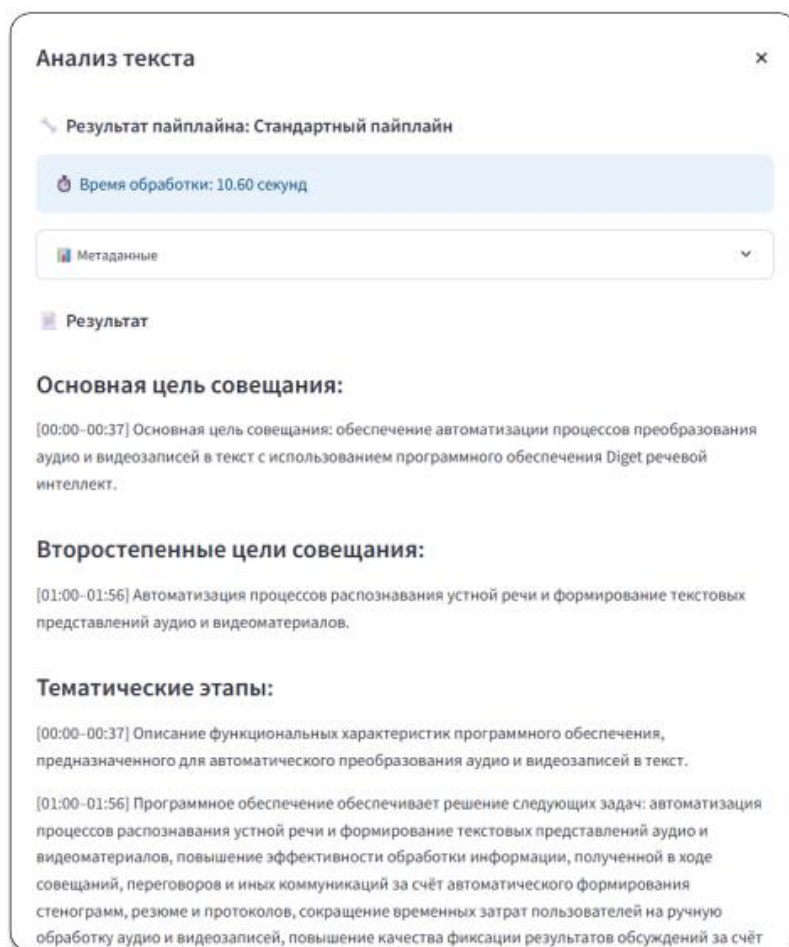 Анализ текста
×
Результат пайплайна: Стандартный пайплайн
Время обработки: 10.60 секунд
Метаданные
Результат
Основная цель совещания:
[00:00–00:37] Основная цель совещания: обеспечение автоматизации процессов преобразования
аудио и видеозаписей в текст с использованием программного обеспечения Diget речевой
интеллект.
Второстепенные цели совещания:
[01:00–01:56] Автоматизация процессов распознавания устной речи и формирование текстовых
представлений аудио и видеоматериалов.
Тематические этапы:
[00:00–00:37] Описание функциональных характеристик программного обеспечения,
предназначенного для автоматического преобразования аудио и видеозаписей в текст.
[01:00–01:56] Программное обеспечение обеспечивает решение следующих задач: автоматизация
процессов распознавания устной речи и формирование текстовых представлений аудио и
видеоматериалов, повышение эффективности обработки информации, полученной в ходе
совещаний, переговоров и иных коммуникаций за счёт автоматического формирования
стенограмм, резюме и протоколов, сокращение временных затрат пользователей на ручную
обработку аудио и видеозаписей, повышение качества фиксации результатов обсуждений за счёт